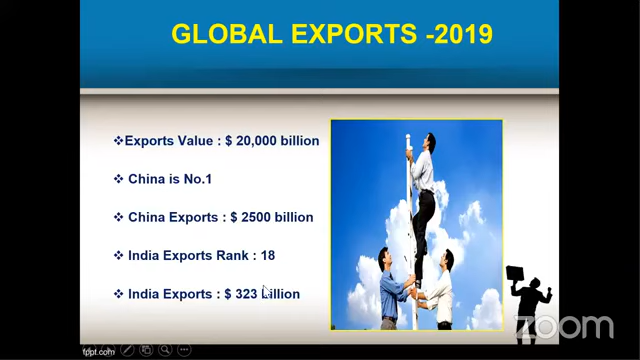 GLOBAL EXPORTS -2019
❖Exports Value : $ 20,000 billion
❖ China is No.1
❖ China Exports : $ 2500 billion
❖ India Exports Rank : 18
❖ India Exports : $ 323 billion
fppt.com
zoom